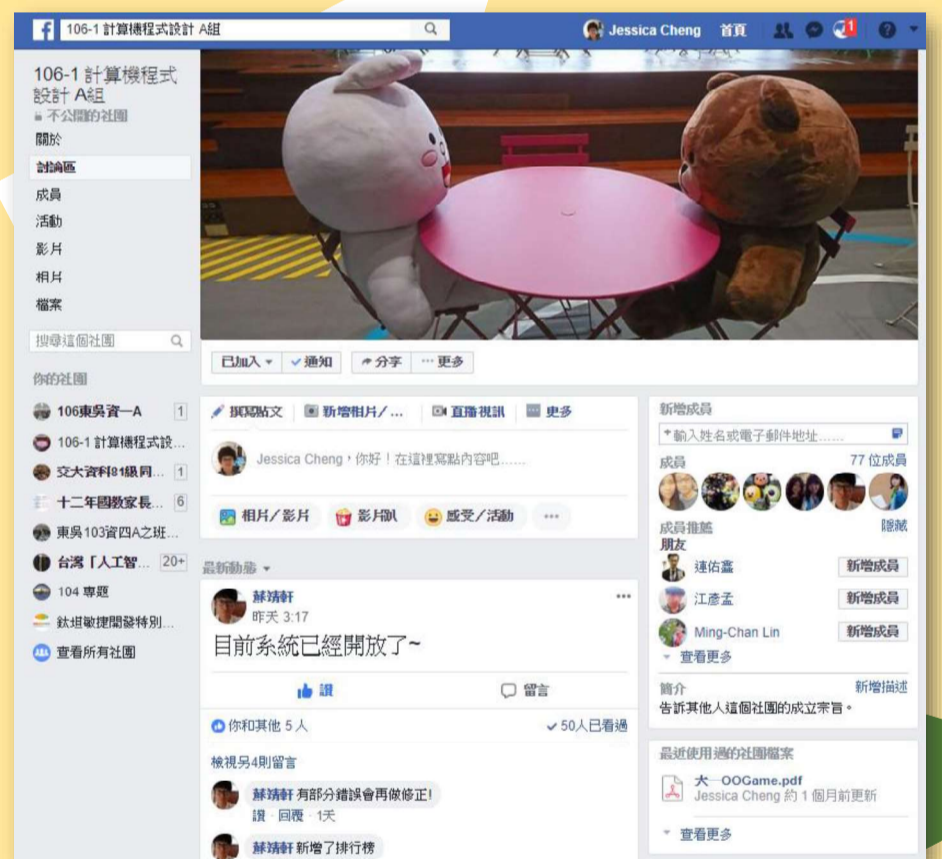 106-1 計算機程式設計 A組
Jessica Cheng 首頁 1
106-1 計算機程式
設計 A組
不公開的社團
關於
討論區
成員
活動
影片
相片
檔案
搜尋這個社團
你的社團
106東吳資一A 1
106-1 計算機程式設...
交大資科81級同... 1
十二年國教家長... 6
東吳103資四A之班...
台灣「人工智... 20+
104 專題
鈦坦敏捷開發特別...
查看所有社團
已加入 通知 分享 ... 更多
撰寫貼文 新增相片/... 直播視訊 更多
Jessica Cheng,你好!在這裡寫點內容吧......
相片/影片 影片趴 感受/活動 ...
最新動態
蘇靖軒
昨天 3:17
目前系統已經開放了~
讚 留言
你和其他 5 人 50人已看過
檢視另4則留言
蘇靖軒 有部分錯誤會再做修正!
讚 · 回覆 · 1天
蘇靖軒 新增了排行榜
新增成員
+輸入姓名或電子郵件地址......
成員 77 位成員
成員推薦 隱藏
朋友
連佑鑫 新增成員
江彥孟 新增成員
Ming-Chan Lin 新增成員
查看更多
簡介 新增描述
告訴其他人這個社團的成立宗旨。
最近使用過的社團檔案
大一OOGame.pdf
Jessica Cheng 約 1 個月前更新
查看更多